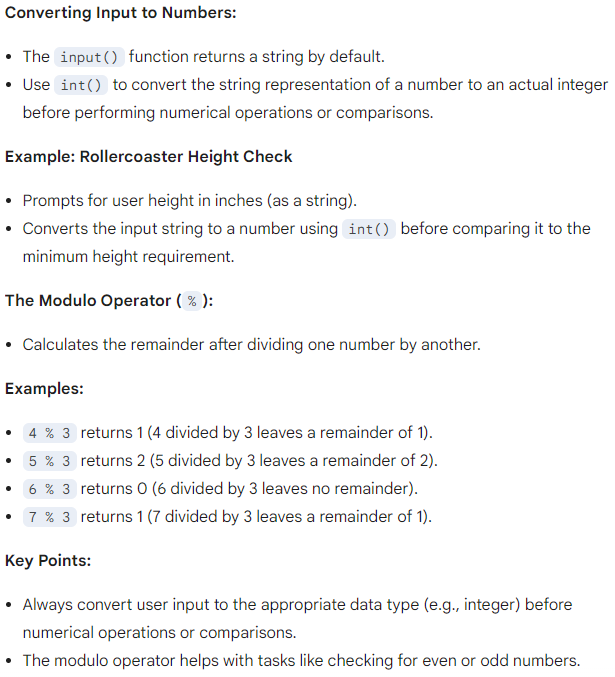 Converting Input to Numbers:
• The input() function returns a string by default.
• Use int() to convert the string representation of a number to an actual integer
before performing numerical operations or comparisons.
Example: Rollercoaster Height Check
• Prompts for user height in inches (as a string).
• Converts the input string to a number using int() before comparing it to the
minimum height requirement.
The Modulo Operator ( % ):
• Calculates the remainder after dividing one number by another.
Examples:
• 4 % 3 returns 1 (4 divided by 3 leaves a remainder of 1).
• 5 % 3 returns 2 (5 divided by 3 leaves a remainder of 2).
• 6 % 3 returns 0 (6 divided by 3 leaves no remainder).
• 7 % 3 returns 1 (7 divided by 3 leaves a remainder of 1).
Key Points:
• Always convert user input to the appropriate data type (e.g., integer) before
numerical operations or comparisons.
• The modulo operator helps with tasks like checking for even or odd numbers.